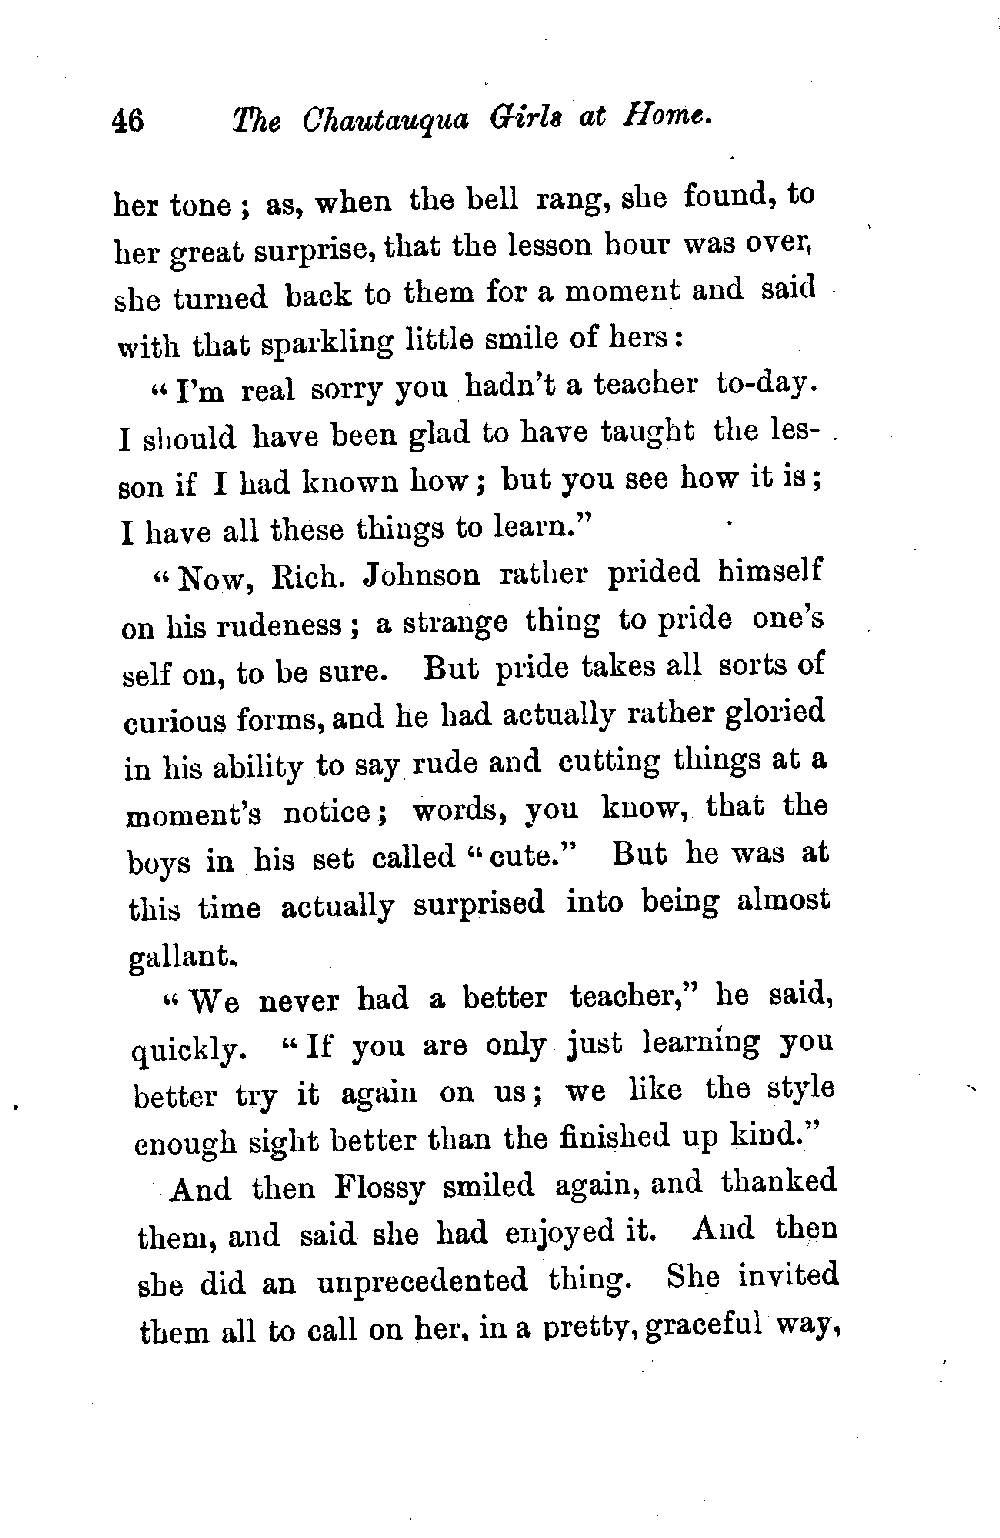 46 The Chautauqua Girls at Home.
her tone ; as, when the bell rang, she found, to
her great surprise, that the lesson hour was over,
she turned back to them for a moment and said
with that sparkling little smile of hers :
“ I’m real sorry you hadn’t a teacher to-day.
I should have been glad to have taught the les-
son if I had known how ; but you see how it is ;
I have all these things to learn.”
“ Now, Rich. Johnson rather prided himself
on his rudeness ; a strange thing to pride one’s
self on, to be sure. But pride takes all sorts of
curious forms, and he had actually rather gloried
in his ability to say rude and cutting things at a
moment’s notice ; words, you know, that the
boys in his set called “ cute.” But he was at
this time actually surprised into being almost
gallant.
“ We never had a better teacher,” he said,
quickly. “ If you are only just learning you
better try it again on us ; we like the style
enough sight better than the finished up kind.”
And then Flossy smiled again, and thanked
them, and said she had enjoyed it. And then
she did an unprecedented thing. She invited
them all to call on her, in a pretty, graceful way,